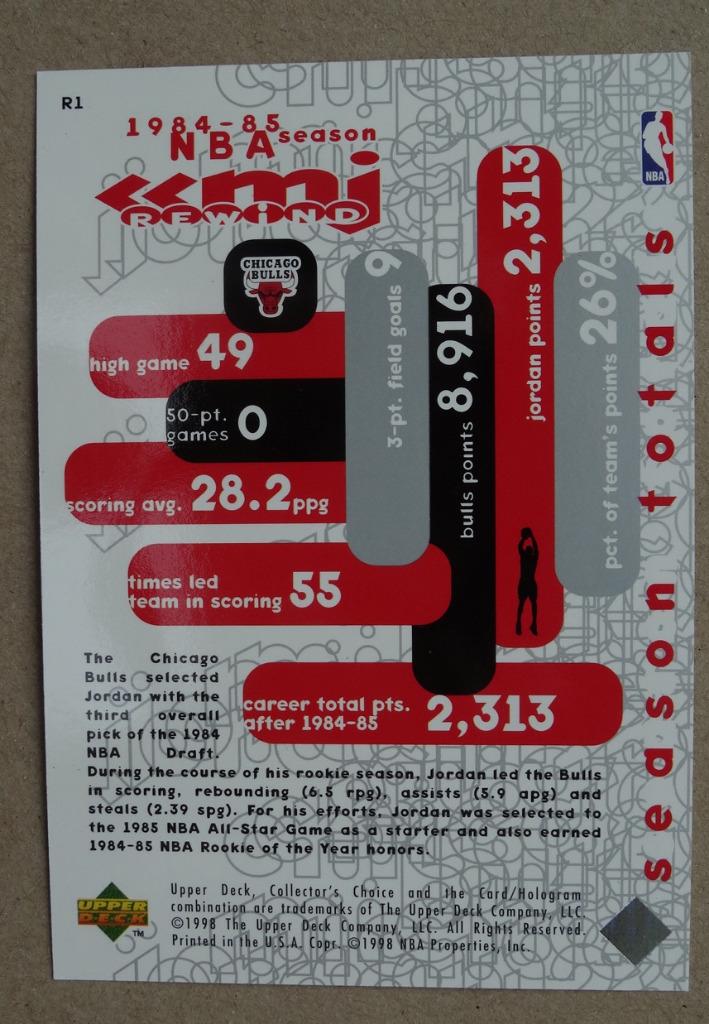 R1
1984-85
NBA season
mj
REWIND
NBA
CHICAGO
BULLS
high game 49
50-pt.
games 0
scoring avg. 28.2ppg
times led
team in scoring 55
3-pt. field goals 9
bulls points 8,916
jordan points 2,313
pct. of team's points 26%
season totals
career total pts.
after 1984-85 2,313
The Chicago
Bulls selected
Jordan with the
third overall
pick of the 1984
NBA Draft.
During the course of his rookie season, Jordan led the Bulls
in scoring, rebounding (6.5 rpg), assists (5.9 apg) and
steals (2.39 spg). For his efforts, Jordan was selected to
the 1985 NBA All-Star Game as a starter and also earned
1984-85 NBA Rookie of the Year honors.
UPPER
DECK
TM
Upper Deck, Collector's Choice and the Card/Hologram
combination are trademarks of The Upper Deck Company, LLC.
©1998 The Upper Deck Company, LLC. All Rights Reserved.
Printed in the U.S.A. Copr. ©1998 NBA Properties, Inc.